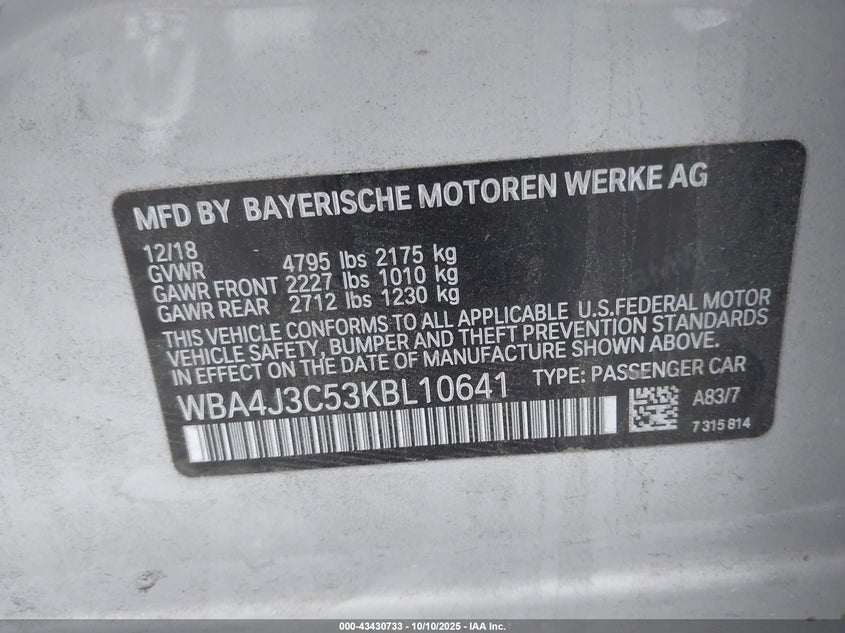 MFD BY BAYERISCHE MOTOREN WERKE AG
12/18
GVWR 4795 lbs 2175 kg
GAWR FRONT 2227 lbs 1010 kg
GAWR REAR 2712 lbs 1230 kg
THIS VEHICLE CONFORMS TO ALL APPLICABLE U.S.FEDERAL MOTOR
VEHICLE SAFETY, BUMPER AND THEFT PREVENTION STANDARDS
IN EFFECT ON THE DATE OF MANUFACTURE SHOWN ABOVE.
WBA4J3C53KBL10641 TYPE: PASSENGER CAR
A83/7
7 315 814
000-43430733 - 10/10/2025 - IAA Inc.